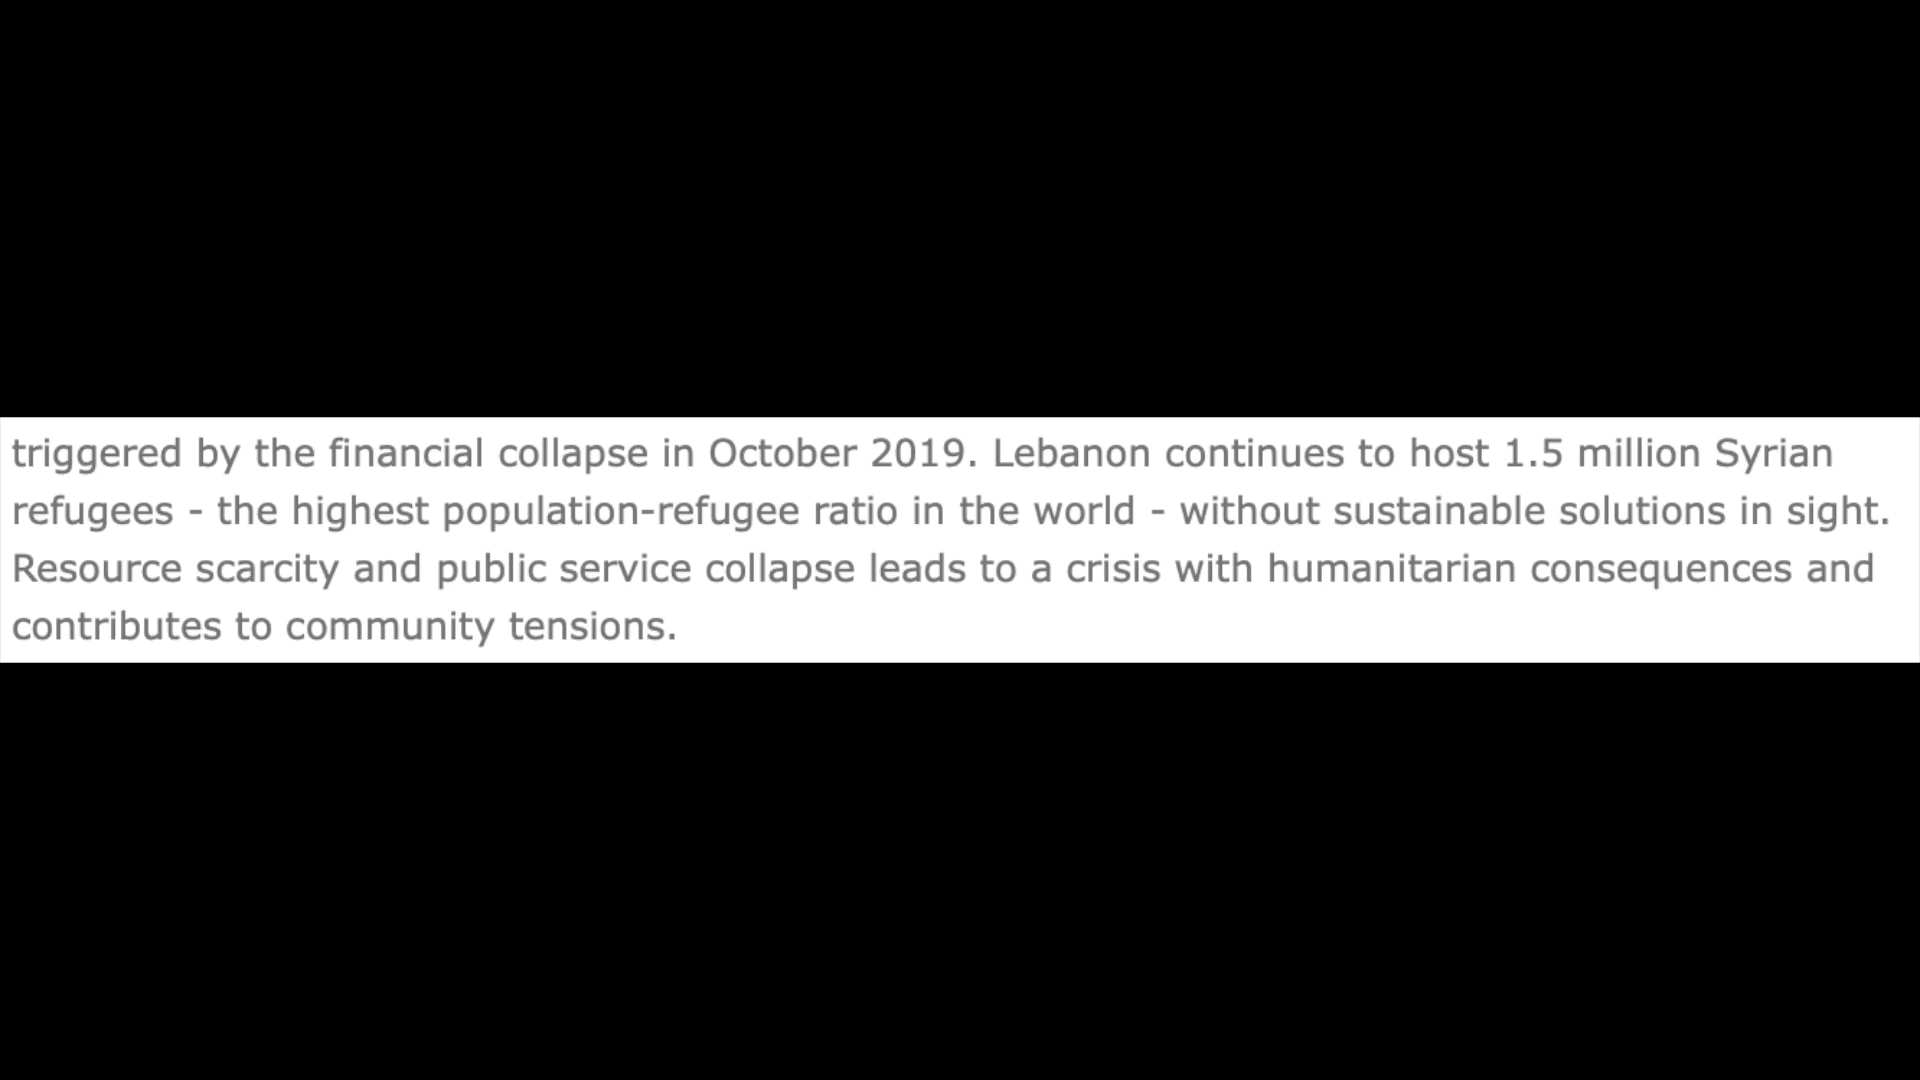 triggered by the financial collapse in October 2019. Lebanon continues to host 1.5 million Syrian
refugees - the highest population-refugee ratio in the world - without sustainable solutions in sight.
Resource scarcity and public service collapse leads to a crisis with humanitarian consequences and
contributes to community tensions.